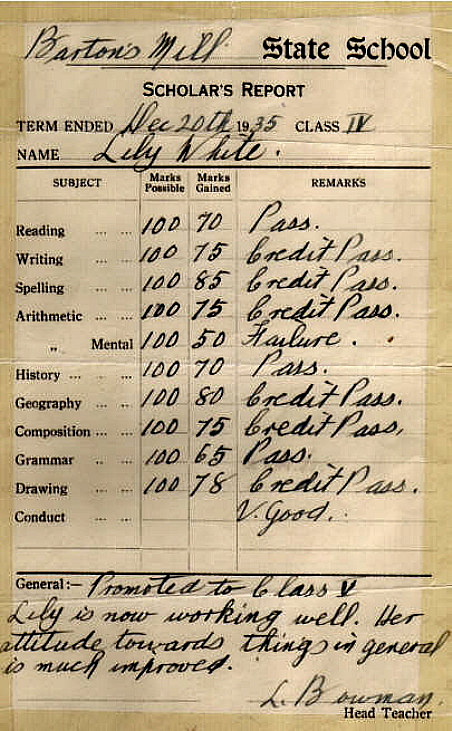 Barton's Mill State School
SCHOLAR'S REPORT
TERM ENDED Dec 20th 1935 CLASS IV
NAME Lily White.
SUBJECT Marks Possible Marks Gained REMARKS
Reading ... ... 100 70 Pass.
Writing ... ... 100 75 Credit Pass.
Spelling ... ... 100 85 Credit Pass.
Arithmetic ... ... 100 75 Credit Pass.
„ Mental 100 50 Failure.
History ... ... ... 100 70 Pass.
Geography ... ... 100 80 Credit Pass.
Composition ... ... 100 75 Credit Pass.
Grammar ... ... 100 65 Pass.
Drawing ... ... 100 78 Credit Pass.
Conduct V. Good.
General:— Promoted to Class V
Lily is now working well. Her
attitude towards things in general
is much improved.
L. Bowman.
Head Teacher